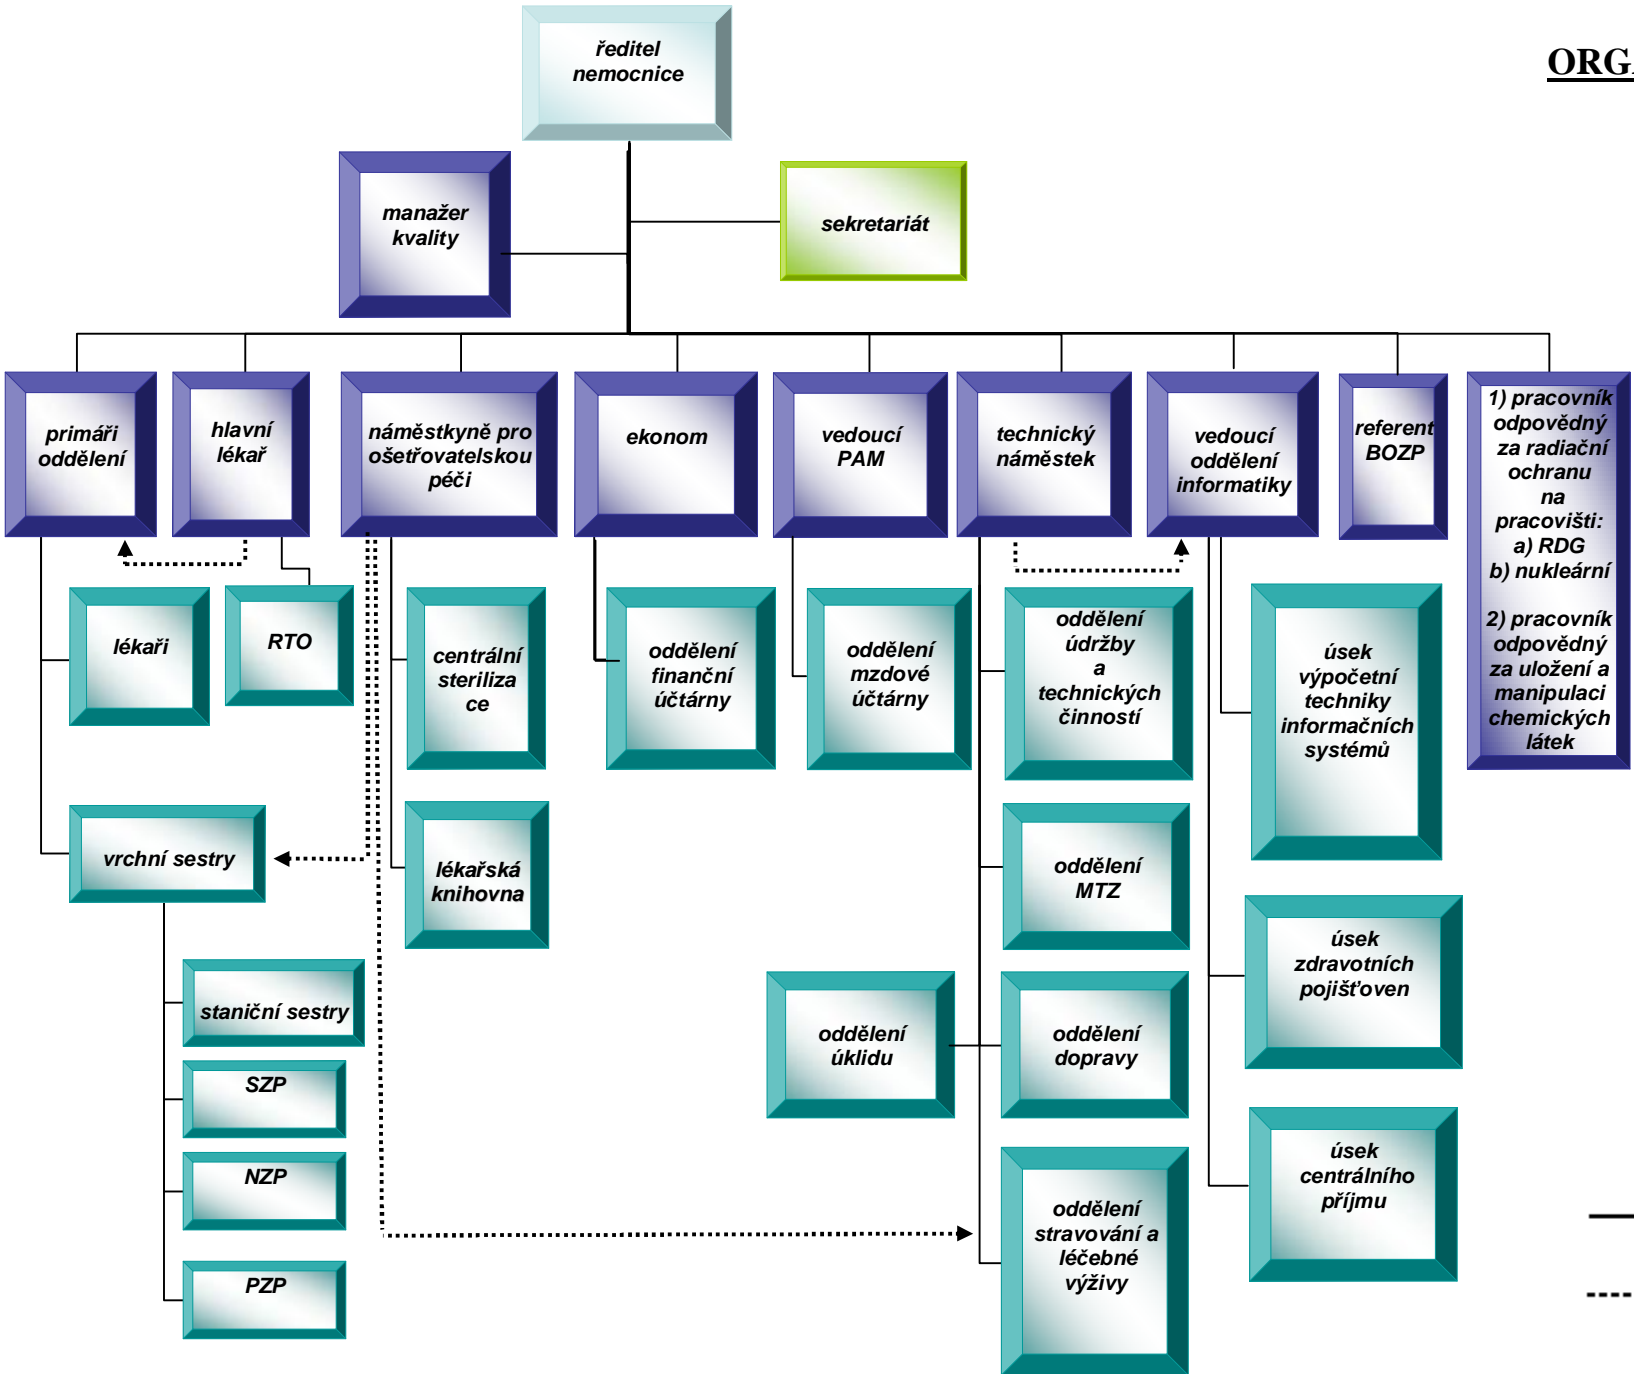 ředitel
nemocnice
ORGA
manažer
kvality
sekretariát
primáři
oddělení
hlavní
lékař
náměstkyně pro
ošetřovatelskou
péči
ekonom
vedoucí
PAM
technický
náměstek
vedoucí
oddělení
informatiky
referent
BOZP
1) pracovník
odpovědný
za radiační
ochranu
na
pracovišti:
a) RDG
b) nukleární
2) pracovník
odpovědný
za uložení a
manipulaci
chemických
látek
lékaři
RTO
centrální
steriliza
ce
oddělení
finanční
účtárny
oddělení
mzdové
účtárny
oddělení
údržby
a
technických
činností
úsek
výpočetní
techniky
informačních
systémů
vrchní sestry
lékařská
knihovna
oddělení
MTZ
úsek
zdravotních
pojišťoven
staniční sestry
SZP
NZP
PZP
oddělení
úklidu
oddělení
dopravy
úsek
centrálního
příjmu
oddělení
stravování a
léčebné
výživy